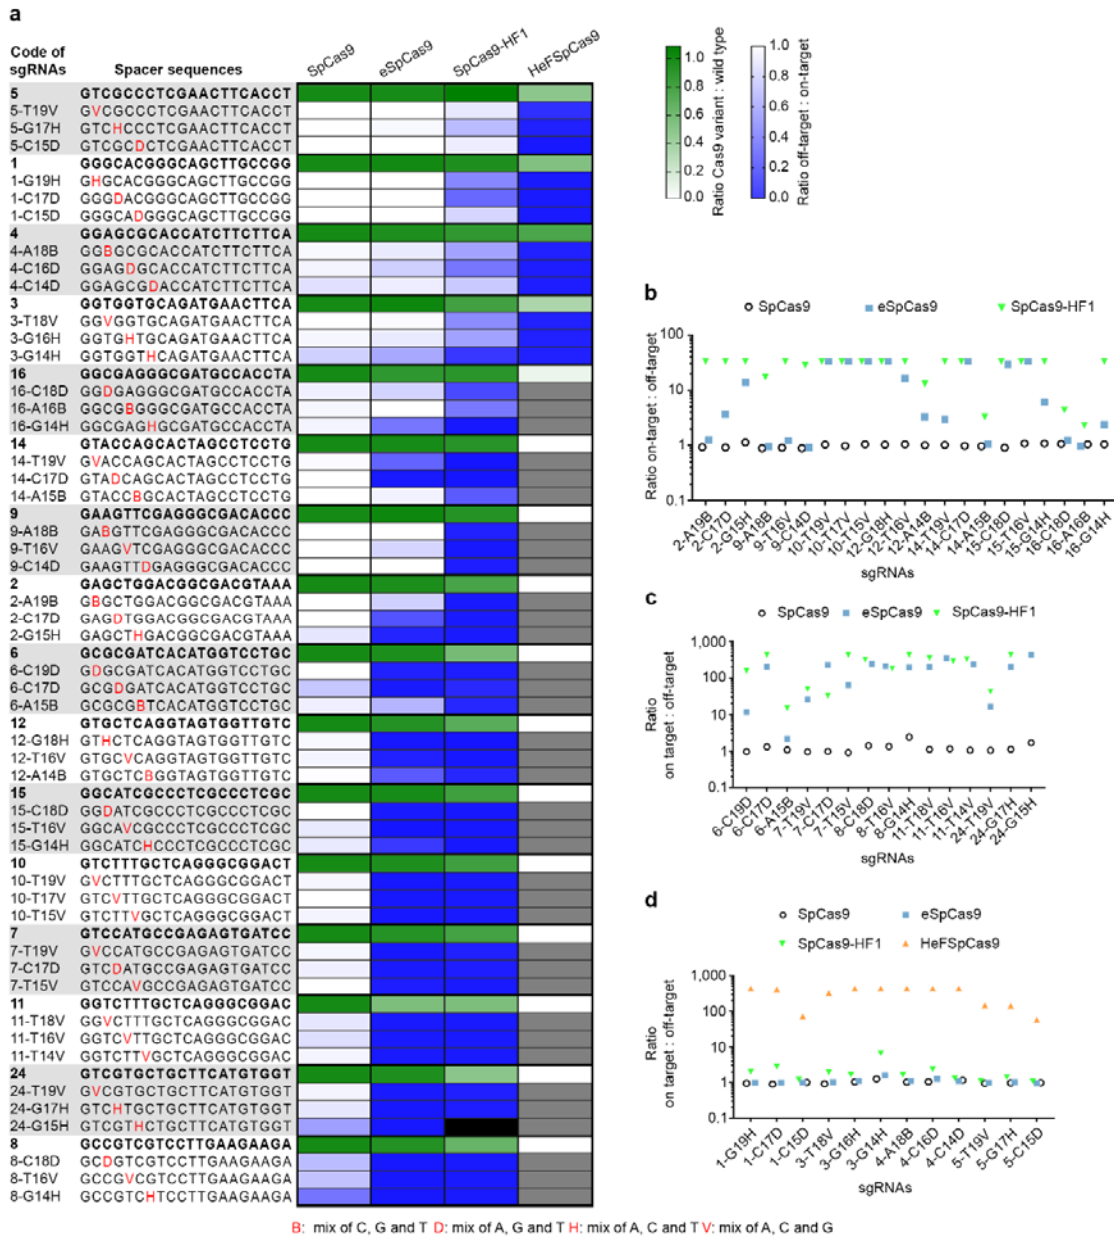 a
Code of sgRNAs Spacer sequences SpCas9 eSpCas9 SpCas9-HF1 HeFSpCas9
5 GTCGCCCTCGAACTTCACCT
5-T19V GVCGCCCTCGAACTTCACCT
5-G17H GTCHCCCTCGAACTTCACCT
5-C15D GTCGCDCTCGAACTTCACCT
1 GGGCACGGGCAGCTTGCCGG
1-G19H GHGCACGGGCAGCTTGCCGG
1-C17D GGGDACGGGCAGCTTGCCGG
1-C15D GGGCADGGGCAGCTTGCCGG
4 GGAGCGCACCATCTTCTTCA
4-A18B GGBGCGCACCATCTTCTTCA
4-C16D GGAGDGCACCATCTTCTTCA
4-C14D GGAGCGDACCATCTTCTTCA
3 GGTGGTGCAGATGAACTTCA
3-T18V GGVGGTGCAGATGAACTTCA
3-G16H GGTGHTGCAGATGAACTTCA
3-G14H GGTGGTHCAGATGAACTTCA
16 GGCGAGGGCGATGCCACCTA
16-C18D GGDGAGGGCGATGCCACCTA
16-A16B GGCGBGGGCGATGCCACCTA
16-G14H GGCGAGHGCGATGCCACCTA
14 GTACCAGCACTAGCCTCCTG
14-T19V GVACCAGCACTAGCCTCCTG
14-C17D GTADCAGCACTAGCCTCCTG
14-A15B GTACCBGCACTAGCCTCCTG
9 GAAGTTCGAGGGCGACACCC
9-A18B GABGTTCGAGGGCGACACCC
9-T16V GAAGVTCGAGGGCGACACCC
9-C14D GAAGTTDGAGGGCGACACCC
2 GAGCTGGACGGCGACGTAAA
2-A19B GBGCTGGACGGCGACGTAAA
2-C17D GAGDTGGACGGCGACGTAAA
2-G15H GAGCTHGACGGCGACGTAAA
6 GCGCGATCACATGGTCCTGC
6-C19D GDGCGATCACATGGTCCTGC
6-C17D GCGDGATCACATGGTCCTGC
6-A15B GCGCGBTCACATGGTCCTGC
12 GTGCTCAGGTAGTGGTTGTC
12-G18H GTHCTCAGGTAGTGGTTGTC
12-T16V GTGCVCAGGTAGTGGTTGTC
12-A14B GTGCTCBGGTAGTGGTTGTC
15 GGCATCGCCCTCGCCCTCGC
15-C18D GGDATCGCCCTCGCCCTCGC
15-T16V GGCAVCGCCCTCGCCCTCGC
15-G14H GGCATCHCCCTCGCCCTCGC
10 GTCTTTGCTCAGGGCGGACT
10-T19V GVCTTTGCTCAGGGCGGACT
10-T17V GTCVTTGCTCAGGGCGGACT
10-T15V GTCTTVGCTCAGGGCGGACT
7 GTCCATGCCGAGAGTGATCC
7-T19V GVCCATGCCGAGAGTGATCC
7-C17D GTCDATGCCGAGAGTGATCC
7-T15V GTCCAVGCCGAGAGTGATCC
11 GGTCTTTGCTCAGGGCGGAC
11-T18V GGVCTTTGCTCAGGGCGGAC
11-T16V GGTCVTTGCTCAGGGCGGAC
11-T14V GGTCTTVGCTCAGGGCGGAC
24 GTCGTGCTGCTTCATGTGGT
24-T19V GVCGTGCTGCTTCATGTGGT
24-G17H GTCHTGCTGCTTCATGTGGT
24-G15H GTCGTHCTGCTTCATGTGGT
8 GCCGTCGTCCTTGAAGAAGA
8-C18D GCDGTCGTCCTTGAAGAAGA
8-T16V GCCGVCGTCCTTGAAGAAGA
8-G14H GCCGTCHTCCTTGAAGAAGA
B: mix of C, G and T D: mix of A, G and T H: mix of A, C and T V: mix of A, C and G
1.0
0.8
0.6
0.4
0.2
0.0
Ratio Cas9 variant : wild type
1.0
0.8
0.6
0.4
0.2
0.0
Ratio off-target : on-target
b
SpCas9 eSpCas9 SpCas9-HF1
Ratio on-target : off-target
100
10
1
0.1
2-A19B 2-C17D 2-G15H 9-A18B 9-T16V 9-C14D 10-T19V 10-T17V 10-T15V 12-G18H 12-T16V 12-A14B 14-T19V 14-C17D 14-A15B 15-C18D 15-T16V 15-G14H 16-C18D 16-A16B 16-G14H
sgRNAs
c
SpCas9 eSpCas9 SpCas9-HF1
Ratio
on target : off-target
1,000
100
10
1
0.1
6-C19D 6-C17D 6-A15B 7-T19V 7-C17D 7-T15V 8-C18D 8-T16V 8-G14H 11-T18V 11-T16V 11-T14V 24-T19V 24-G17H 24-G15H
sgRNAs
d
SpCas9 eSpCas9
SpCas9-HF1 HeFSpCas9
Ratio
on target : off-target
1,000
100
10
1
0.1
1-G19H 1-C17D 1-C15D 3-T18V 3-G16H 3-G14H 4-A18B 4-C16D 4-C14D 5-T19V 5-G17H 5-C15D
sgRNAs